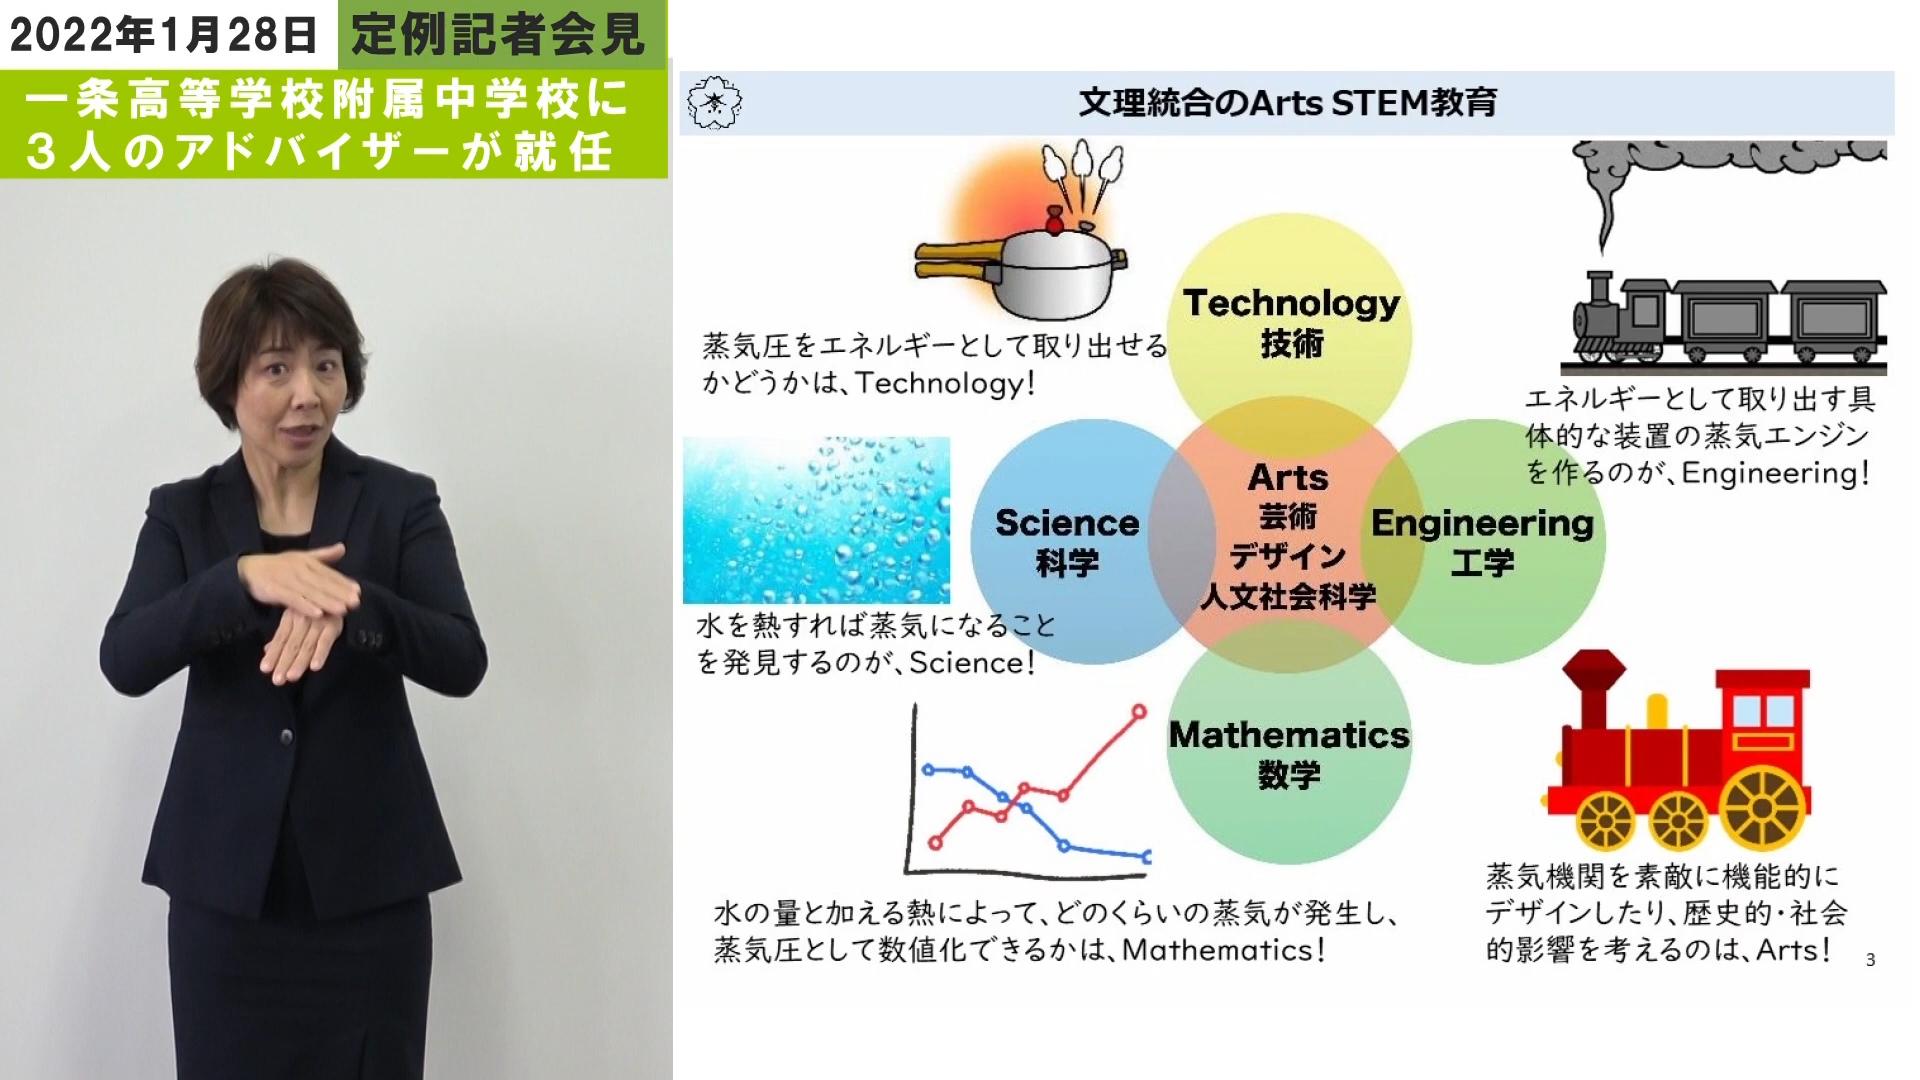 2022年1月28日 定例記者会見
一条高等学校附属中学校に
3人のアドバイザーが就任
文理統合のArts STEM教育
Technology
技術
蒸気圧をエネルギーとして取り出せる
かどうかは、Technology!
エネルギーとして取り出す具
体的な装置の蒸気エンジン
を作るのが、Engineering!
Arts
芸術
デザイン
人文社会科学
Science
科学
Engineering
工学
水を熱すれば蒸気になること
を発見するのが、Science!
Mathematics
数学
水の量と加える熱によって、どのくらいの蒸気が発生し、
蒸気圧として数値化できるかは、Mathematics!
蒸気機関を素敵に機能的に
デザインしたり、歴史的・社会
的影響を考えるのは、Arts!
3